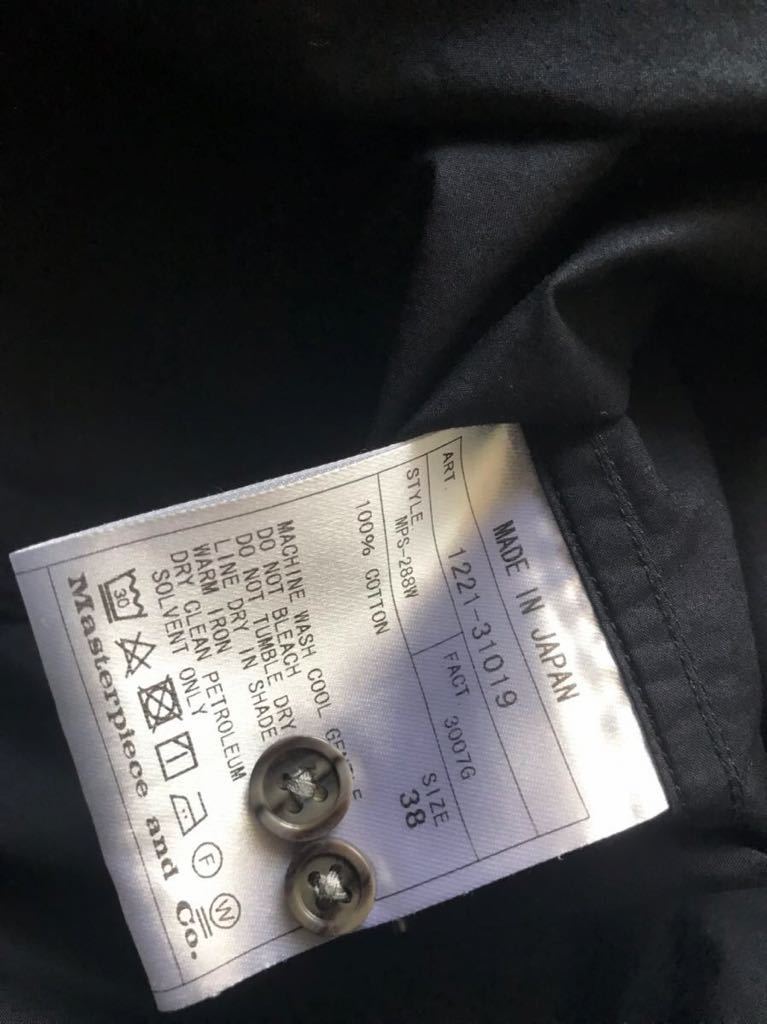 MADE IN JAPAN
ART. 1221-31019
STYLE. MPS-288W FACT. 3007G SIZE 38
100% COTTON
MACHINE WASH COOL
DO NOT BLEACH
DO NOT TUMBLE DRY
LINE DRY IN SHADE
WARM IRON
DRY CLEAN PETROLEUM
SOLVENT ONLY
30 F W
Masterpiece and Co.